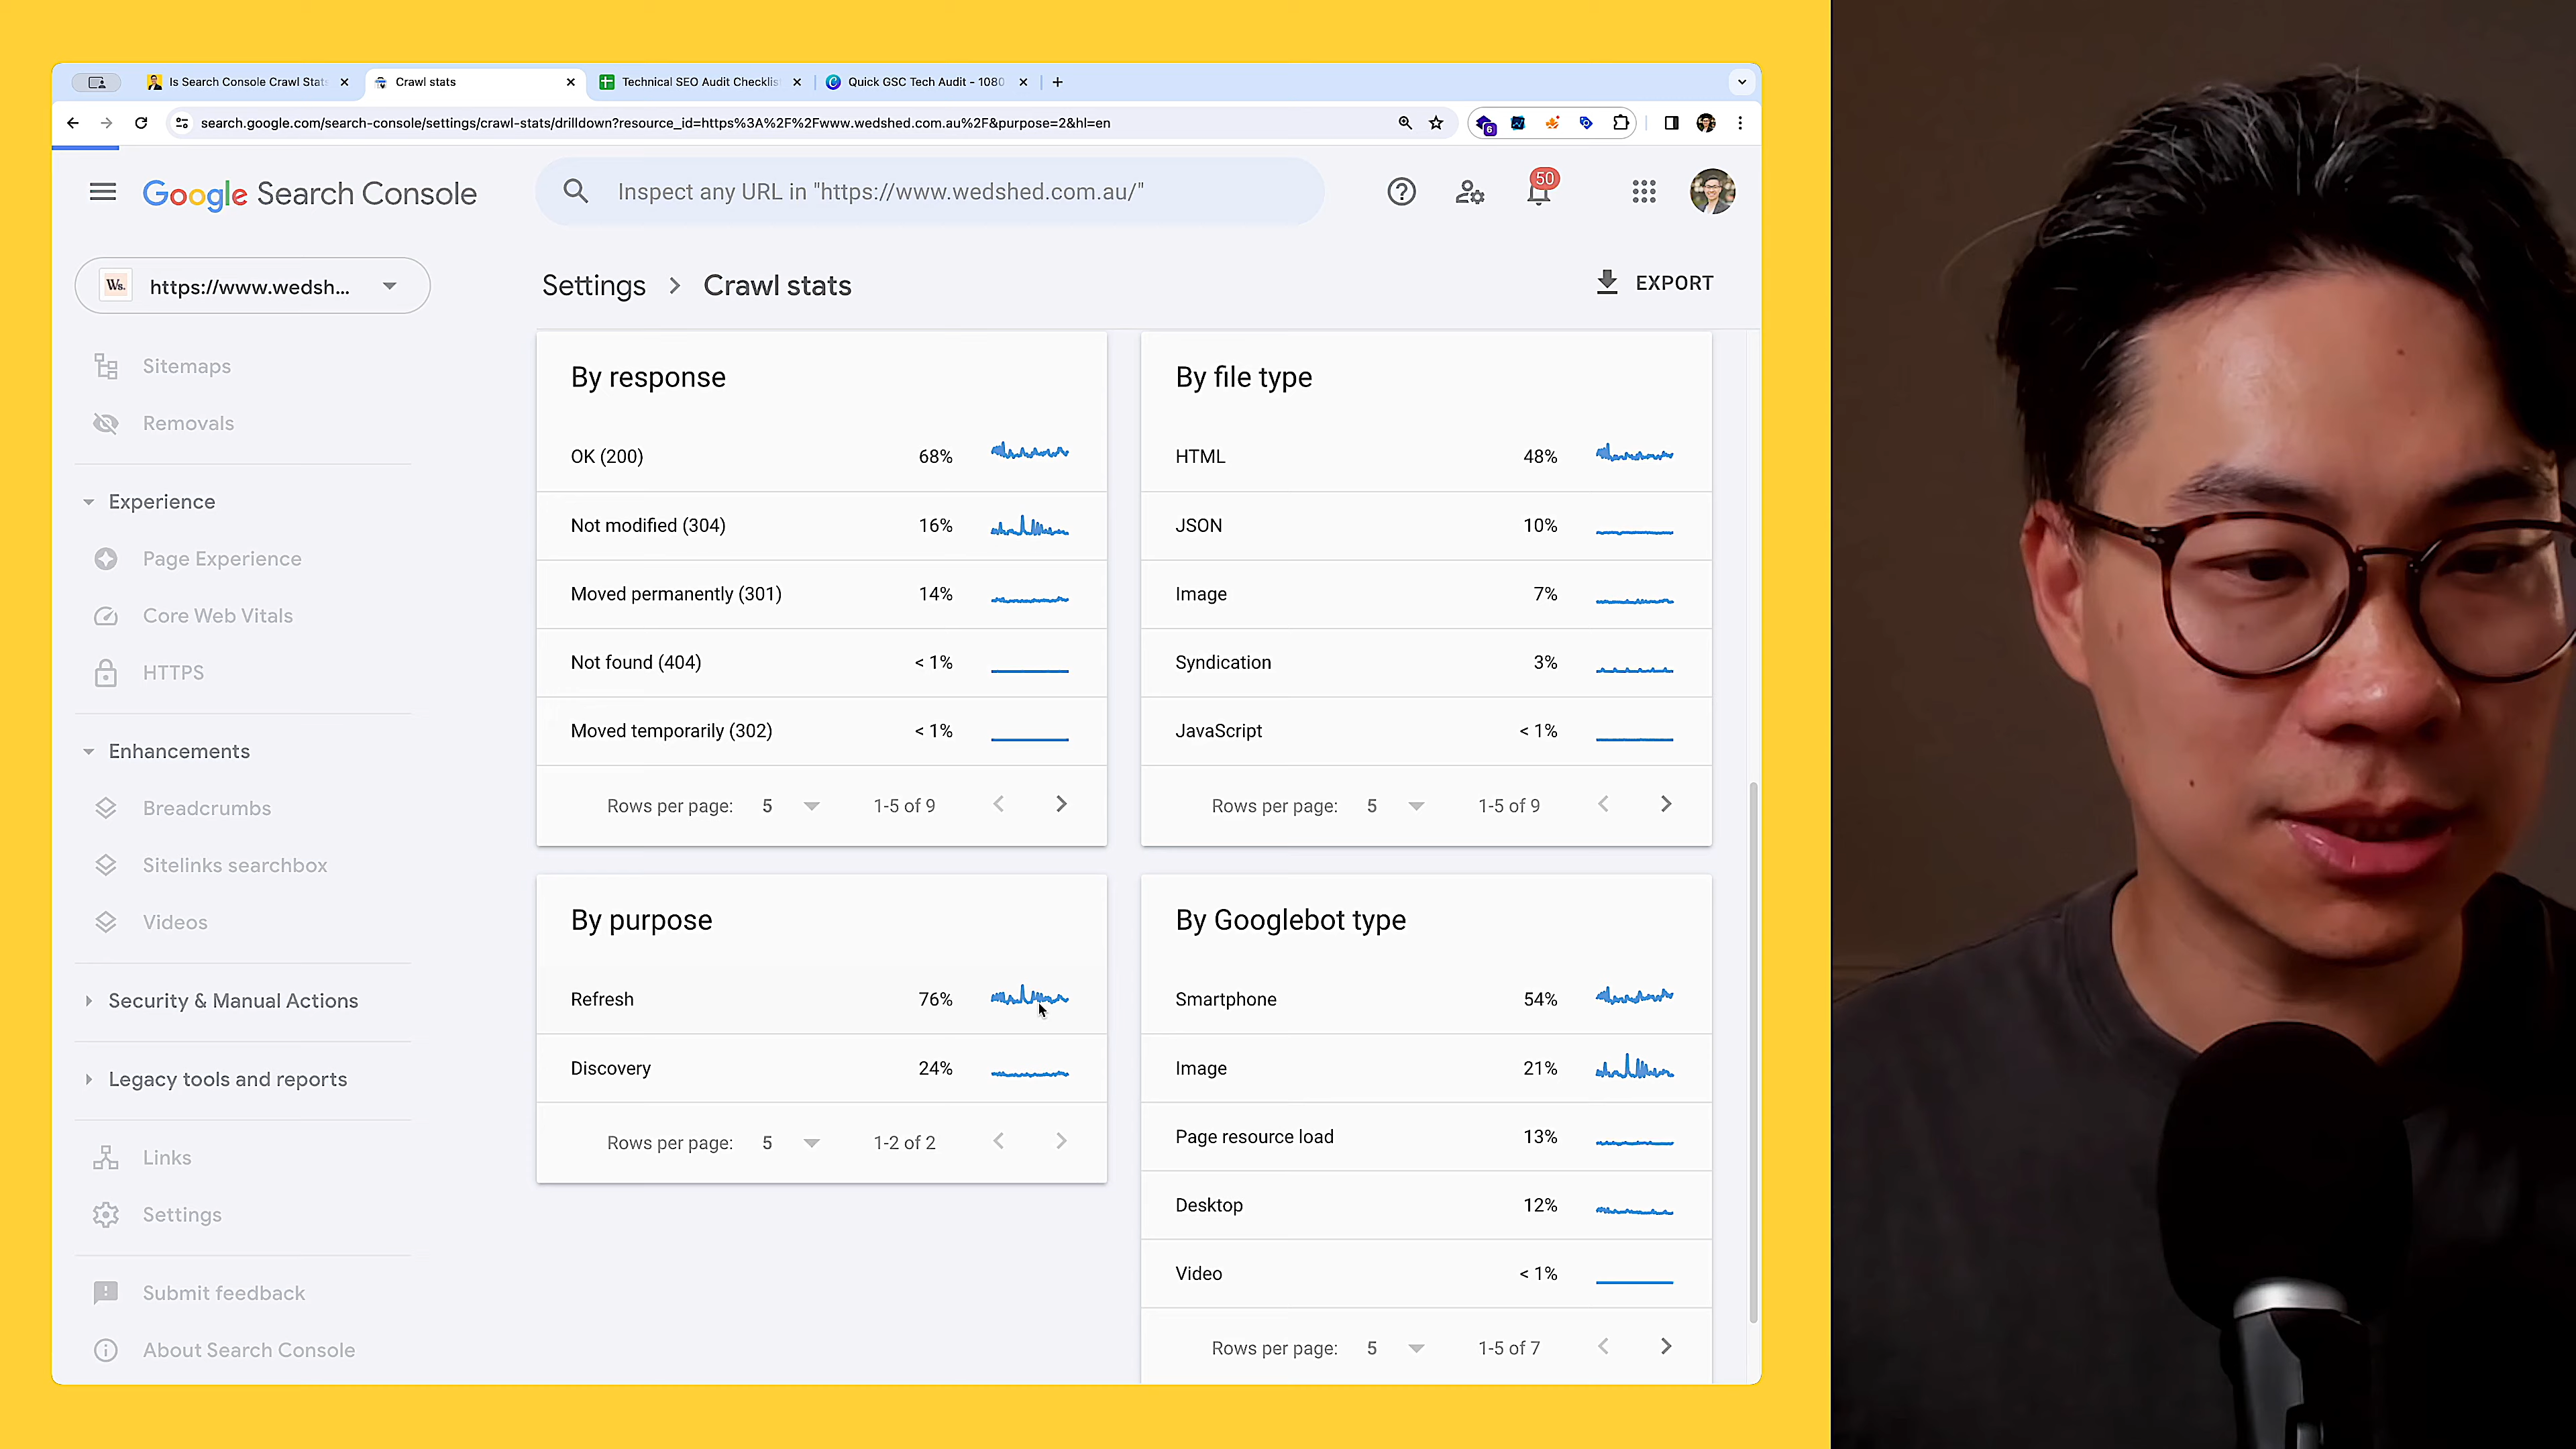 Is Search Console Crawl Stats
Crawl stats
Technical SEO Audit Checklis
Quick GSC Tech Audit - 1080
search.google.com/search-console/settings/crawl-stats/drilldown?resource_id=https%3A%2F%2Fwww.wedshed.com.au%2F&purpose=2&hl=en
6
Google Search Console
Inspect any URL in "https://www.wedshed.com.au/"
50
Ws. https://www.wedsh...
Settings > Crawl stats
EXPORT
Sitemaps
Removals
Experience
Page Experience
Core Web Vitals
HTTPS
Enhancements
Breadcrumbs
Sitelinks searchbox
Videos
Security & Manual Actions
Legacy tools and reports
Links
Settings
Submit feedback
About Search Console
By response
OK (200) 68%
Not modified (304) 16%
Moved permanently (301) 14%
Not found (404) < 1%
Moved temporarily (302) < 1%
Rows per page: 5 1-5 of 9
By file type
HTML 48%
JSON 10%
Image 7%
Syndication 3%
JavaScript < 1%
Rows per page: 5 1-5 of 9
By purpose
Refresh 76%
Discovery 24%
Rows per page: 5 1-2 of 2
By Googlebot type
Smartphone 54%
Image 21%
Page resource load 13%
Desktop 12%
Video < 1%
Rows per page: 5 1-5 of 7